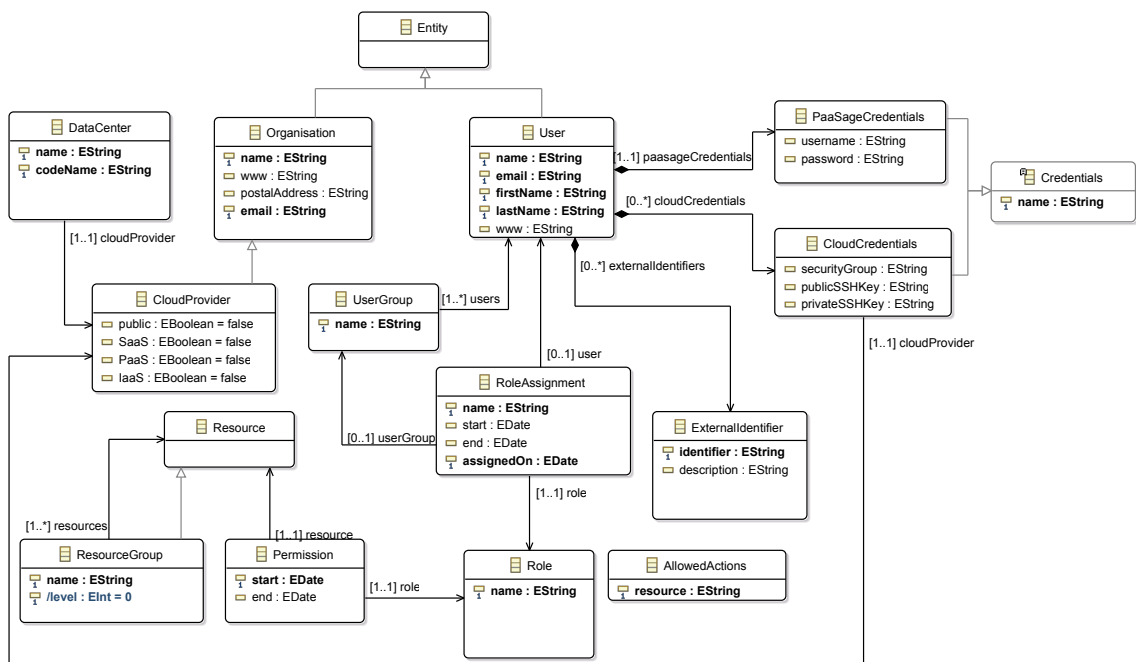 Entity
DataCenter
name : EString
codeName : EString
Organisation
name : EString
www : EString
postalAddress : EString
email : EString
User
name : EString
email : EString
firstName : EString
lastName : EString
www : EString
PaaSageCredentials
username : EString
password : EString
Credentials
name : EString
[1..1] paasageCredentials
[0..*] cloudCredentials
[1..1] cloudProvider
[0..*] externalIdentifiers
CloudCredentials
securityGroup : EString
publicSSHKey : EString
privateSSHKey : EString
CloudProvider
public : EBoolean = false
SaaS : EBoolean = false
PaaS : EBoolean = false
IaaS : EBoolean = false
UserGroup
name : EString
[1..*] users
[1..1] cloudProvider
[0..1] user
RoleAssignment
name : EString
start : EDate
end : EDate
assignedOn : EDate
Resource
[0..1] userGroup
ExternalIdentifier
identifier : EString
description : EString
[1..1] role
[1..*] resources
[1..1] resource
ResourceGroup
name : EString
/level : EInt = 0
Permission
start : EDate
end : EDate
[1..1] role
Role
name : EString
AllowedActions
resource : EString